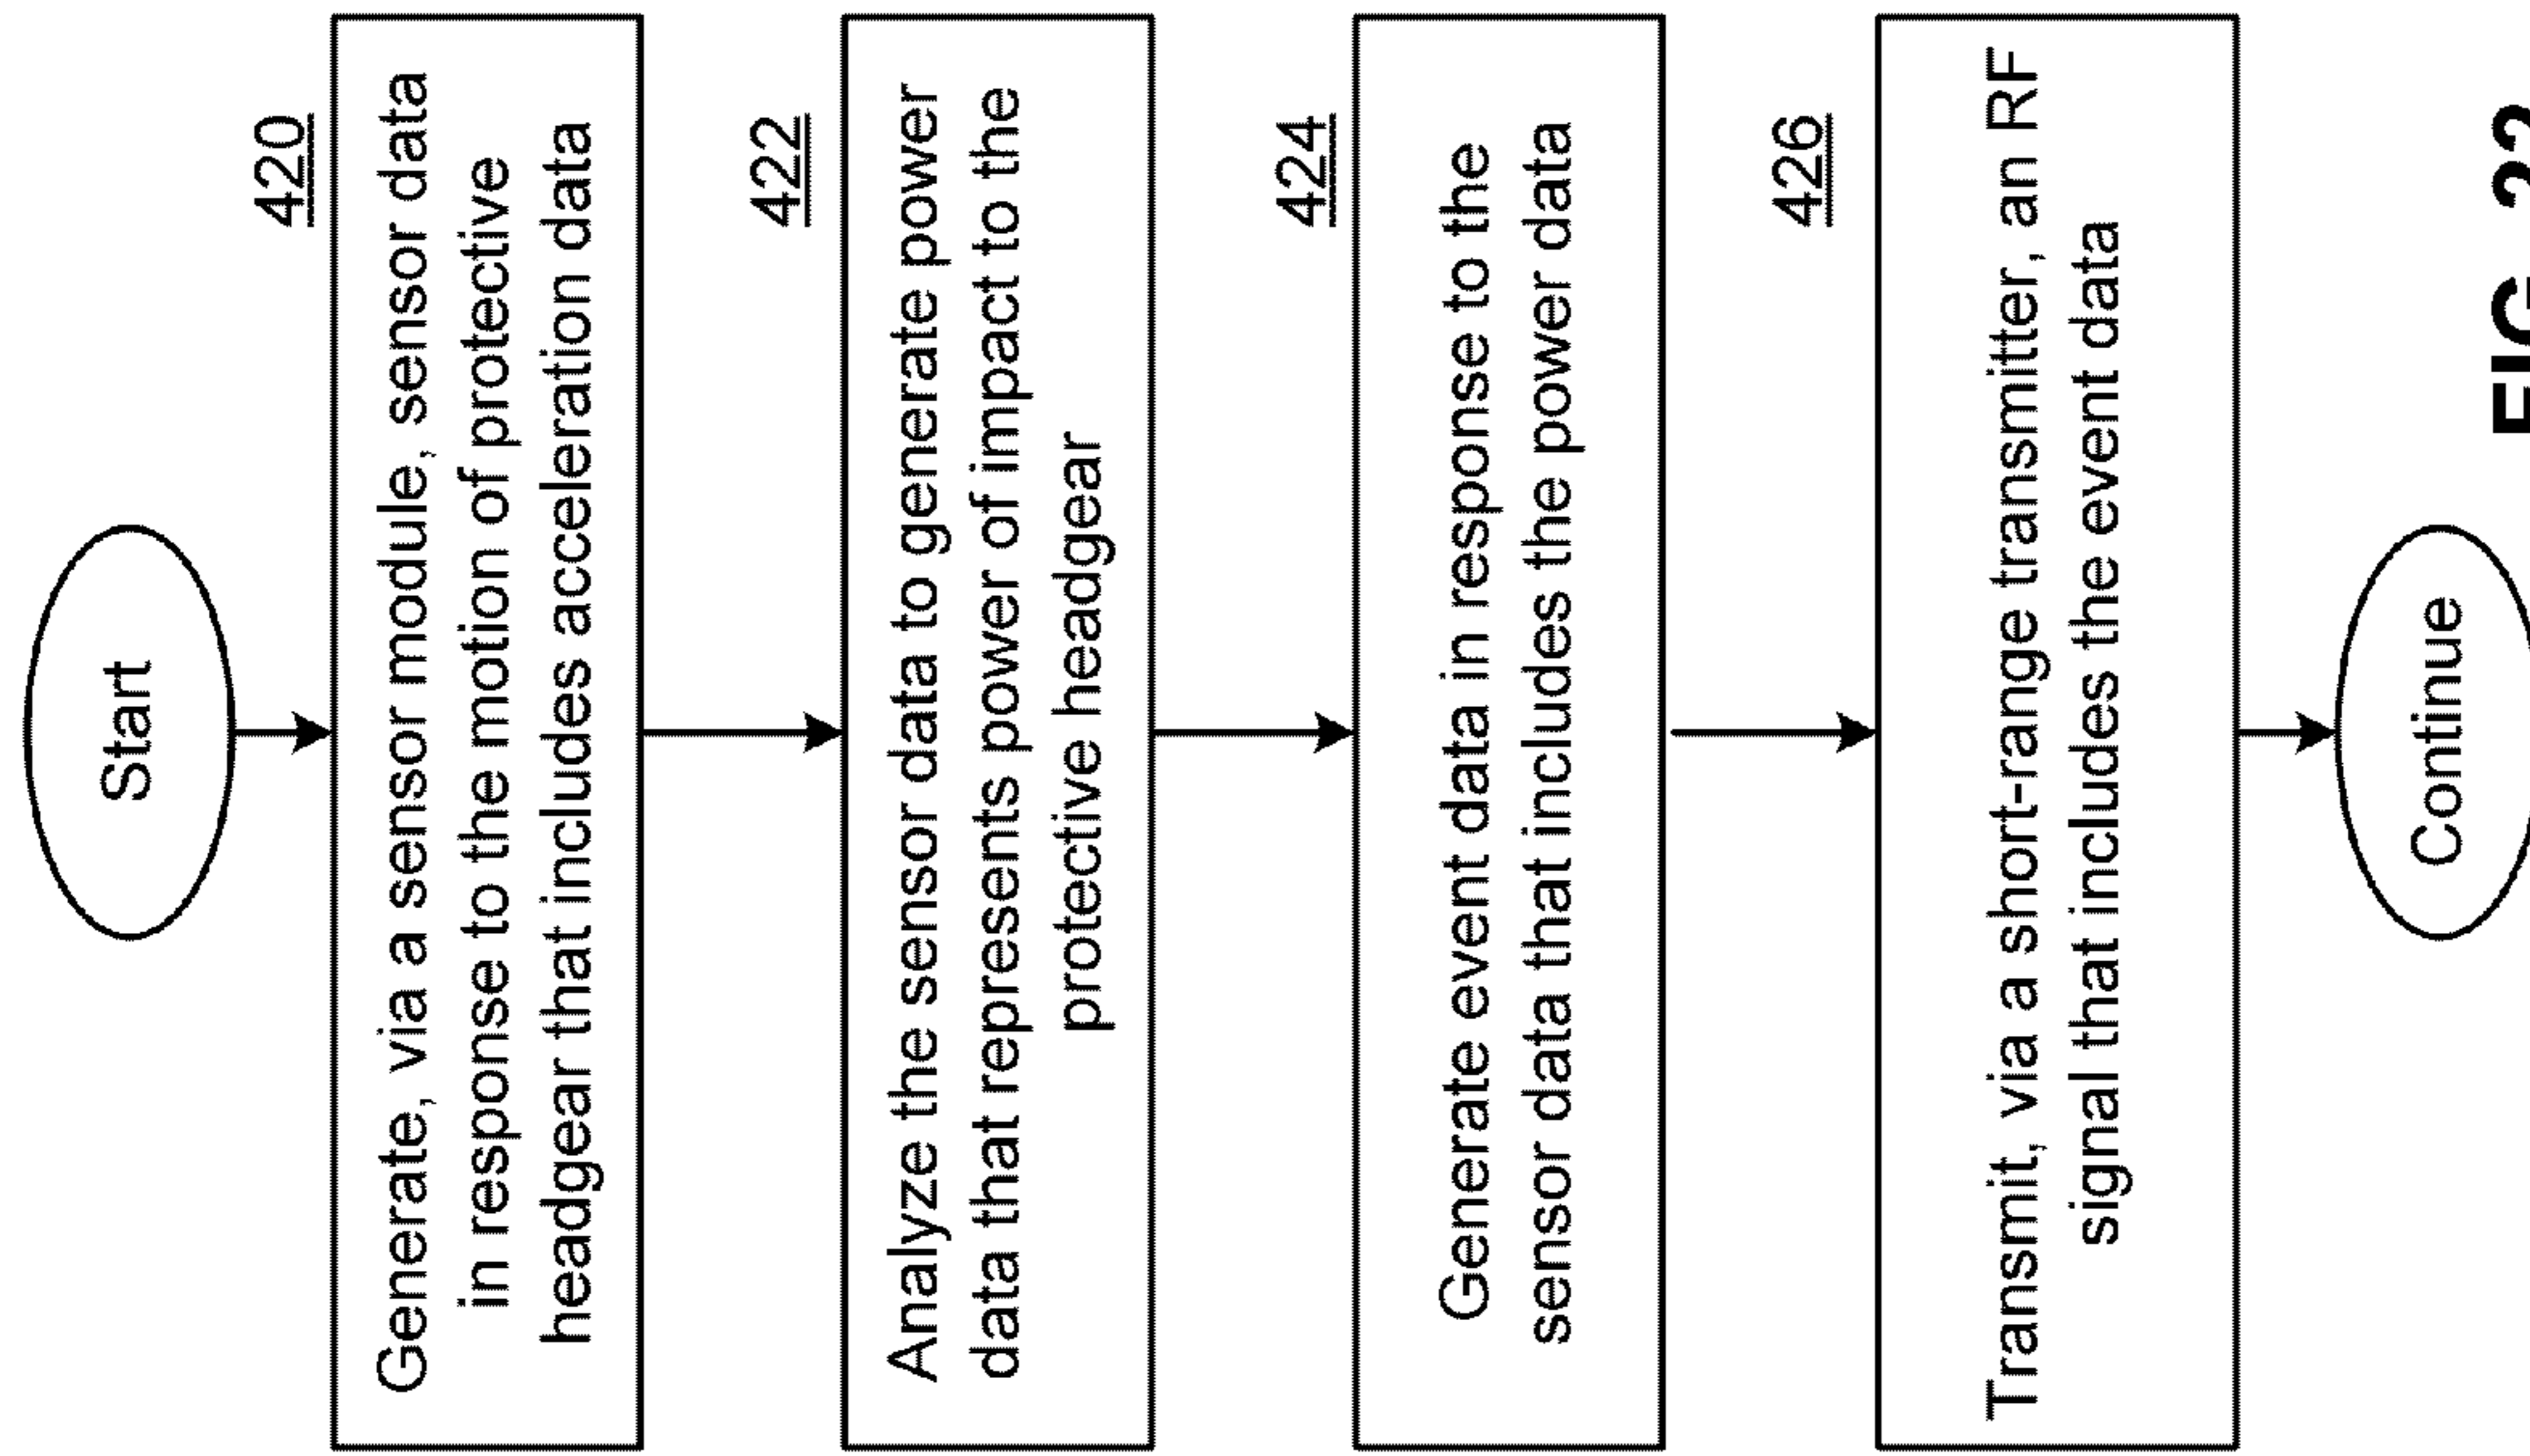 Start
420
Generate, via a sensor module, sensor data
in response to the motion of protective
headgear that includes acceleration data
422
Analyze the sensor data to generate power
data that represents power of impact to the
protective headgear
424
Generate event data in response to the
sensor data that includes the power data
426
Transmit, via a short-range transmitter, an RF
signal that includes the event data
Continue
FIG.